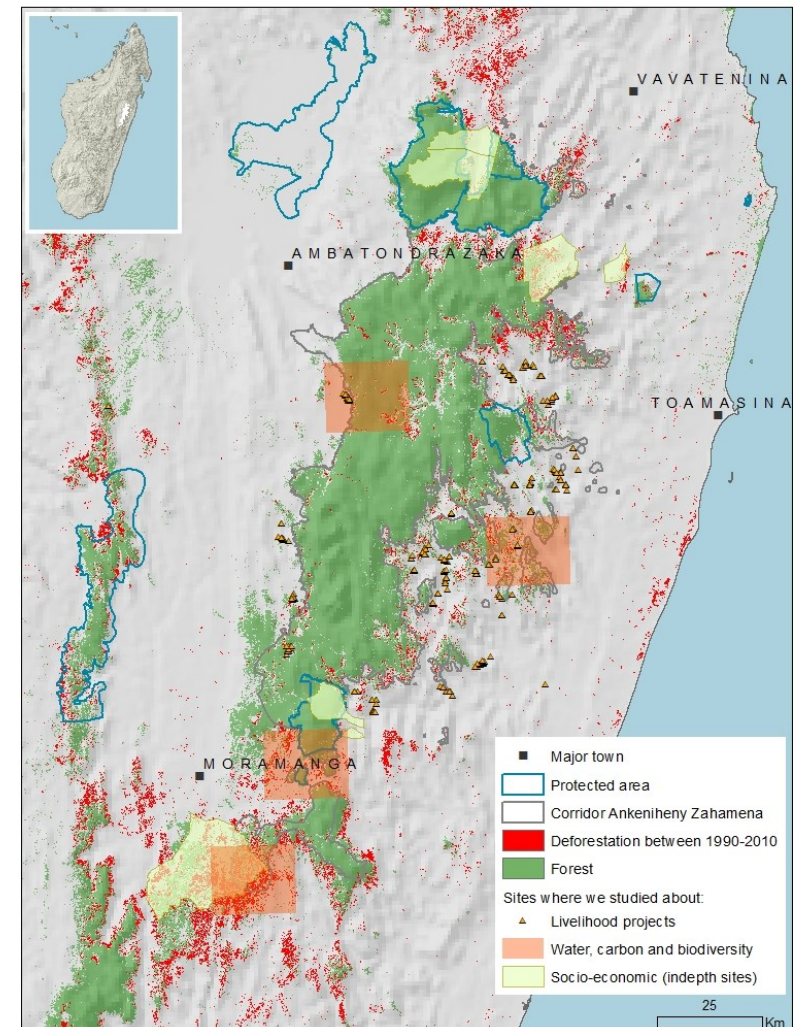 VAVATENINA
AMBATONDRAZAKA
TOAMASINA
MORAMANGA
Major town
Protected area
Corridor Ankeniheny Zahamena
Deforestation between 1990-2010
Forest
Sites where we studied about:
Livelihood projects
Water, carbon and biodiversity
Socio-economic (indepth sites)
25
Km